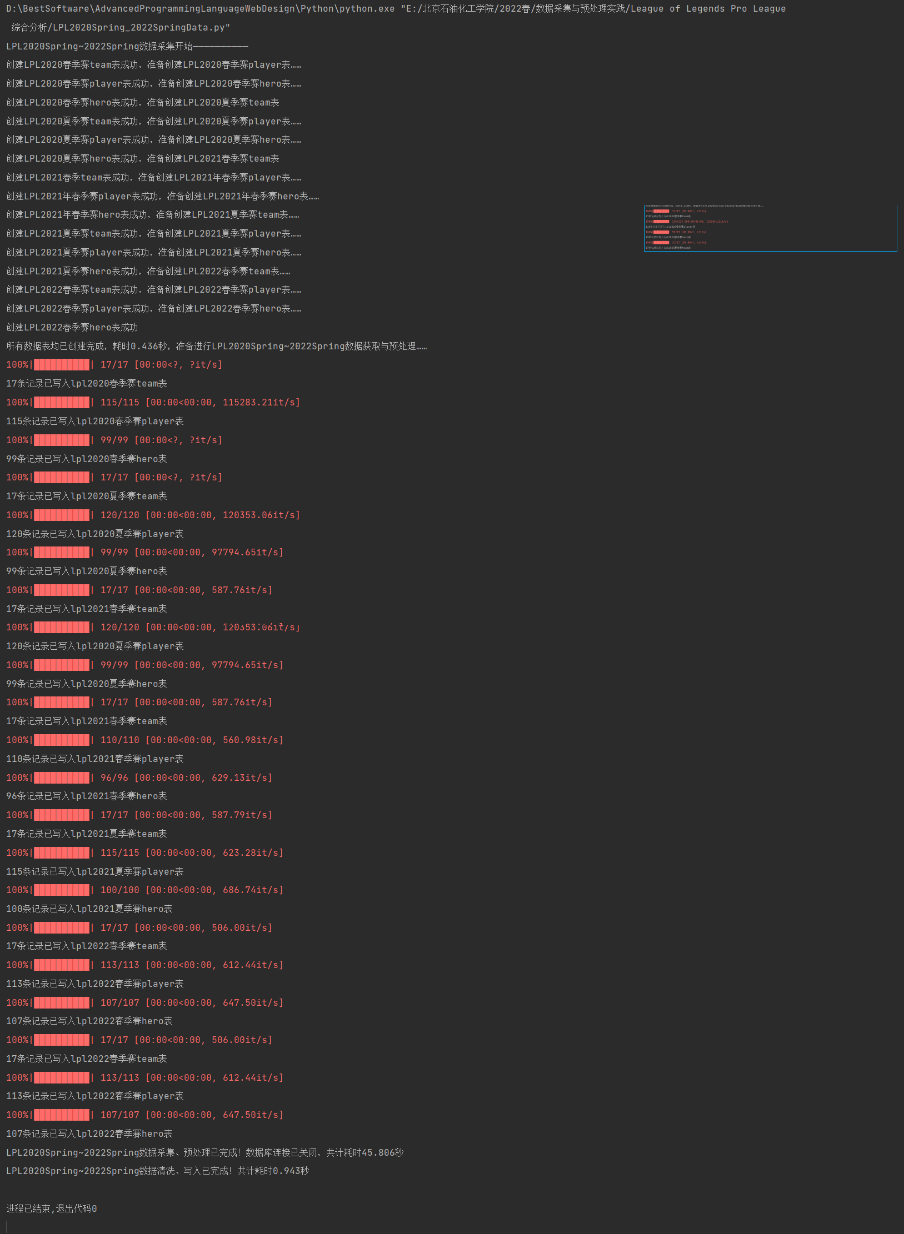 D:\BestSoftware\AdvancedProgrammingLanguageWebDesign\Python\python.exe "E:/北京石油化工学院/2022春/数据采集与预处理实践/League of Legends Pro League
综合分析/LPL2020Spring_2022SpringData.py"
LPL2020Spring~2022Spring数据采集开始——————————
创建LPL2020春季赛team表成功，准备创建LPL2020春季赛player表……
创建LPL2020春季赛player表成功，准备创建LPL2020春季赛hero表……
创建LPL2020春季赛hero表成功，准备创建LPL2020夏季赛team表
创建LPL2020夏季赛team表成功，准备创建LPL2020夏季赛player表……
创建LPL2020夏季赛player表成功，准备创建LPL2020夏季赛hero表……
创建LPL2020夏季赛hero表成功，准备创建LPL2021春季赛team表
创建LPL2021春季team表成功，准备创建LPL2021年春季赛player表……
创建LPL2021年春季赛player表成功，准备创建LPL2021年春季赛hero表……
创建LPL2021年春季赛hero表成功，准备创建LPL2021夏季赛team表……
创建LPL2021夏季赛team表成功，准备创建LPL2021夏季赛player表……
创建LPL2021夏季赛player表成功，准备创建LPL2021夏季赛hero表……
创建LPL2021夏季赛hero表成功，准备创建LPL2022春季赛team表……
创建LPL2022春季赛team表成功，准备创建LPL2022春季赛player表……
创建LPL2022春季赛player表成功，准备创建LPL2022春季赛hero表……
创建LPL2022春季赛hero表成功
所有数据表均已创建完成，耗时0.436秒，准备进行LPL2020Spring~2022Spring数据获取与预处理……
100%|██████████| 17/17 [00:00<?, ?it/s]
17条记录已写入lpl2020春季赛team表
100%|██████████| 115/115 [00:00<00:00, 115283.21it/s]
115条记录已写入lpl2020春季赛player表
100%|██████████| 99/99 [00:00<?, ?it/s]
99条记录已写入lpl2020春季赛hero表
100%|██████████| 17/17 [00:00<?, ?it/s]
17条记录已写入lpl2020夏季赛team表
100%|██████████| 120/120 [00:00<00:00, 120353.06it/s]
120条记录已写入lpl2020夏季赛player表
100%|██████████| 99/99 [00:00<00:00, 97794.65it/s]
99条记录已写入lpl2020夏季赛hero表
100%|██████████| 17/17 [00:00<00:00, 587.76it/s]
17条记录已写入lpl2021春季赛team表
100%|██████████| 120/120 [00:00<00:00, 120353.06it/s]
120条记录已写入lpl2020夏季赛player表
100%|██████████| 99/99 [00:00<00:00, 97794.65it/s]
99条记录已写入lpl2020夏季赛hero表
100%|██████████| 17/17 [00:00<00:00, 587.76it/s]
17条记录已写入lpl2021春季赛team表
100%|██████████| 110/110 [00:00<00:00, 560.98it/s]
110条记录已写入lpl2021春季赛player表
100%|██████████| 96/96 [00:00<00:00, 629.13it/s]
96条记录已写入lpl2021春季赛hero表
100%|██████████| 17/17 [00:00<00:00, 587.79it/s]
17条记录已写入lpl2021夏季赛team表
100%|██████████| 115/115 [00:00<00:00, 623.28it/s]
115条记录已写入lpl2021夏季赛player表
100%|██████████| 100/100 [00:00<00:00, 686.74it/s]
100条记录已写入lpl2021夏季赛hero表
100%|██████████| 17/17 [00:00<00:00, 506.00it/s]
17条记录已写入lpl2022春季赛team表
100%|██████████| 113/113 [00:00<00:00, 612.44it/s]
113条记录已写入lpl2022春季赛player表
100%|██████████| 107/107 [00:00<00:00, 647.50it/s]
107条记录已写入lpl2022春季赛hero表
100%|██████████| 17/17 [00:00<00:00, 506.00it/s]
17条记录已写入lpl2022春季赛team表
100%|██████████| 113/113 [00:00<00:00, 612.44it/s]
113条记录已写入lpl2022春季赛player表
100%|██████████| 107/107 [00:00<00:00, 647.50it/s]
107条记录已写入lpl2022春季赛hero表
LPL2020Spring~2022Spring数据采集、预处理已完成！数据库连接已关闭，共计耗时45.806秒
LPL2020Spring~2022Spring数据清洗、写入已完成！共计耗时0.943秒
进程已结束,退出代码0